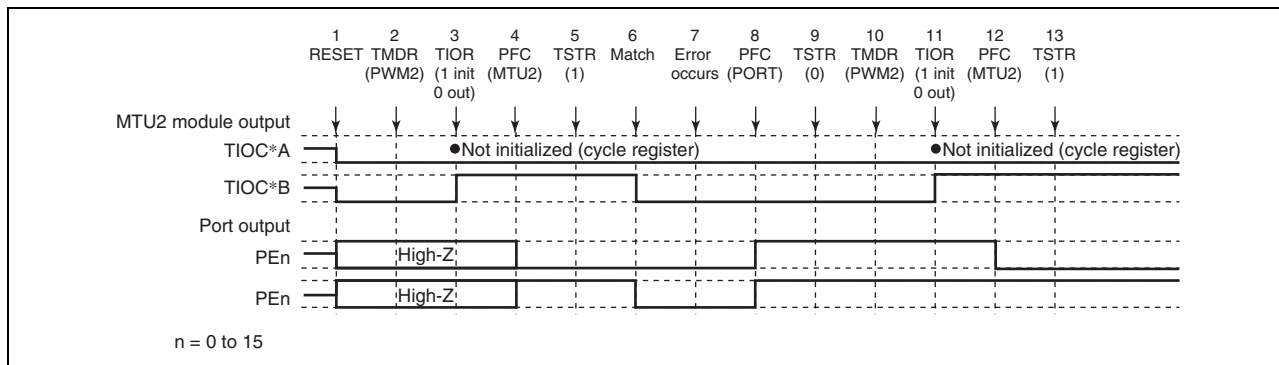 1 2 3 4 5 6 7 8 9 10 11 12 13
RESET TMDR TIOR PFC TSTR Match Error PFC TSTR TMDR TIOR PFC TSTR
(PWM2) (1 init (MTU2) (1) occurs (PORT) (0) (PWM2) (1 init (MTU2) (1)
0 out) 0 out)
MTU2 module output
TIOC*A ●Not initialized (cycle register) ●Not initialized (cycle register)
TIOC*B
Port output
PEn High-Z
PEn High-Z
n = 0 to 15